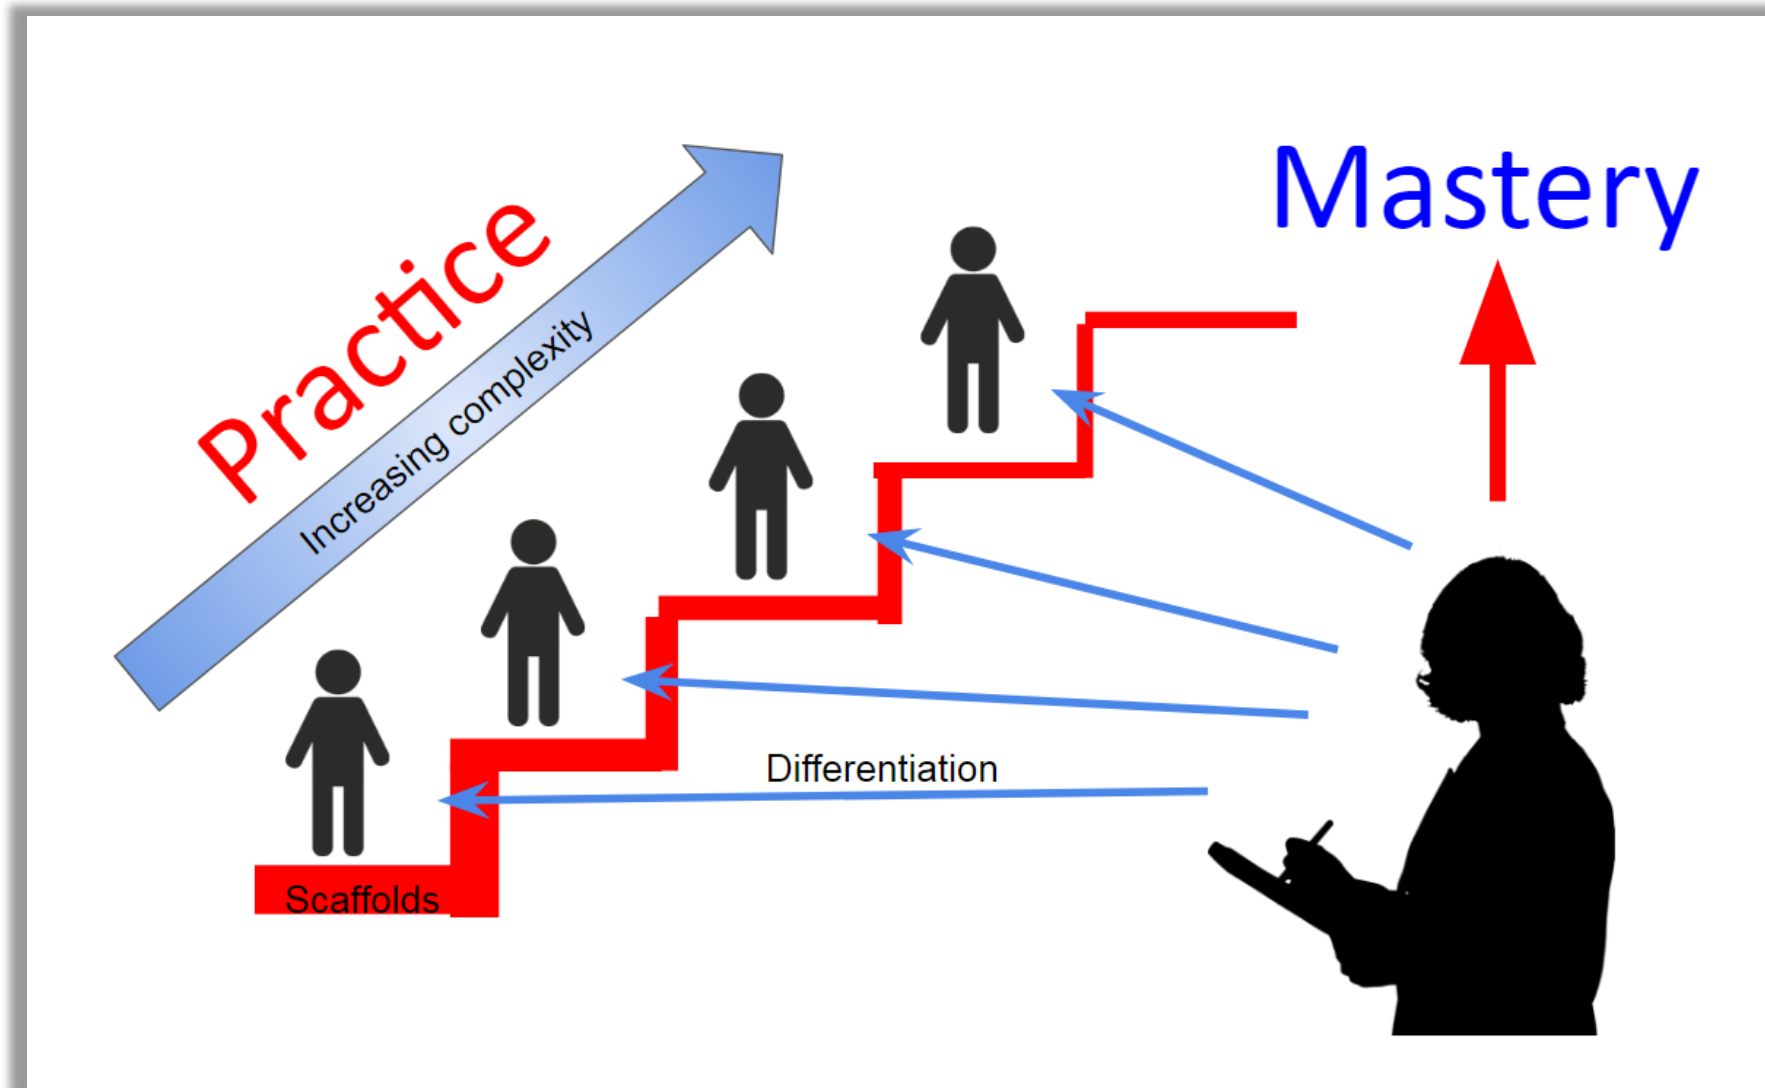 Practice
Increasing complexity
Mastery
Differentiation
Scaffolds